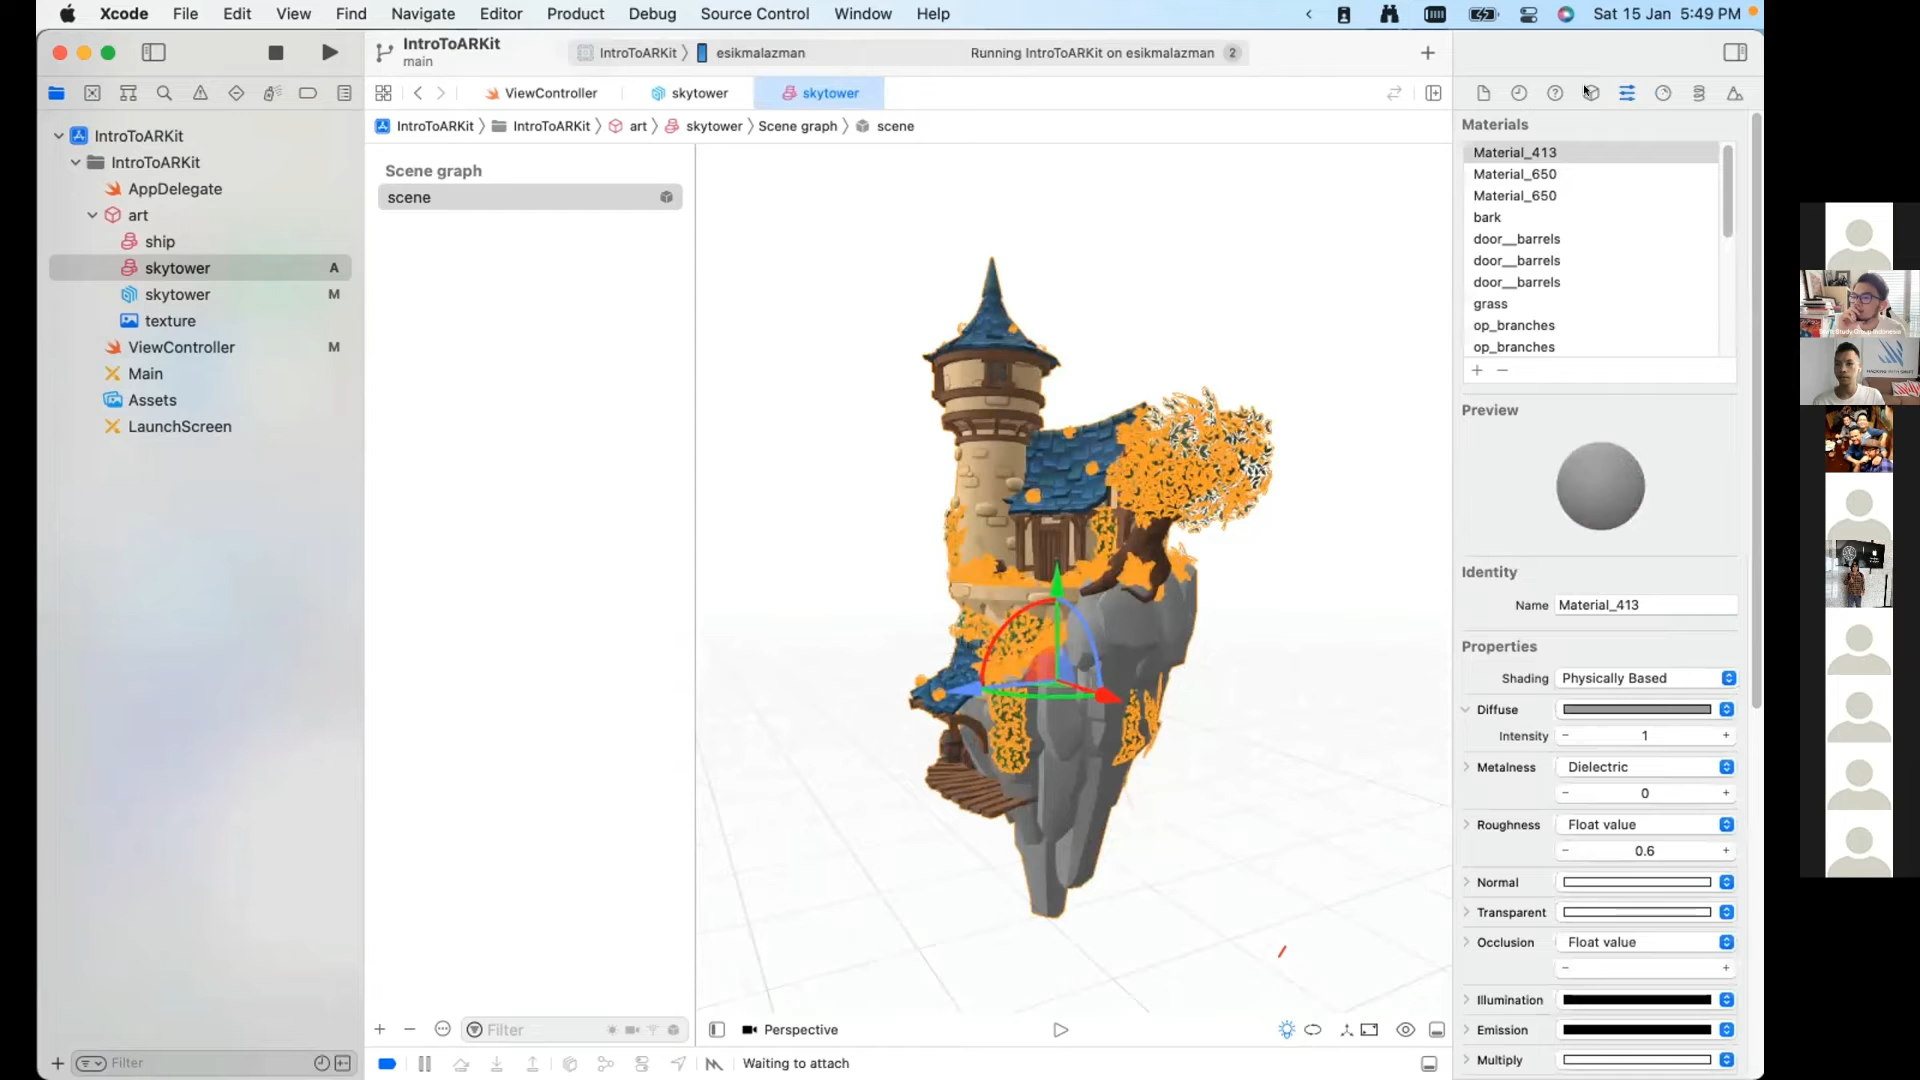 Xcode File Edit View Find Navigate Editor Product Debug Source Control Window Help Sat 15 Jan 5:49 PM
IntroToARKit
main
IntroToARKit esikmalazman Running IntroToARKit on esikmalazman 2
ViewController skytower skytower
IntroToARKit IntroToARKit art skytower Scene graph scene
IntroToARKit
IntroToARKit
AppDelegate
art
ship
skytower A
skytower M
texture
ViewController M
Main
Assets
LaunchScreen
Filter
Scene graph
scene
Filter
Perspective
Waiting to attach
Materials
Material_413
Material_650
Material_650
bark
door__barrels
door__barrels
door__barrels
grass
op_branches
op_branches
Preview
Identity
Name Material_413
Properties
Shading Physically Based
Diffuse
Intensity 1
Metalness Dielectric
0
Roughness Float value
0.6
Normal
Transparent
Occlusion Float value
Illumination
Emission
Multiply